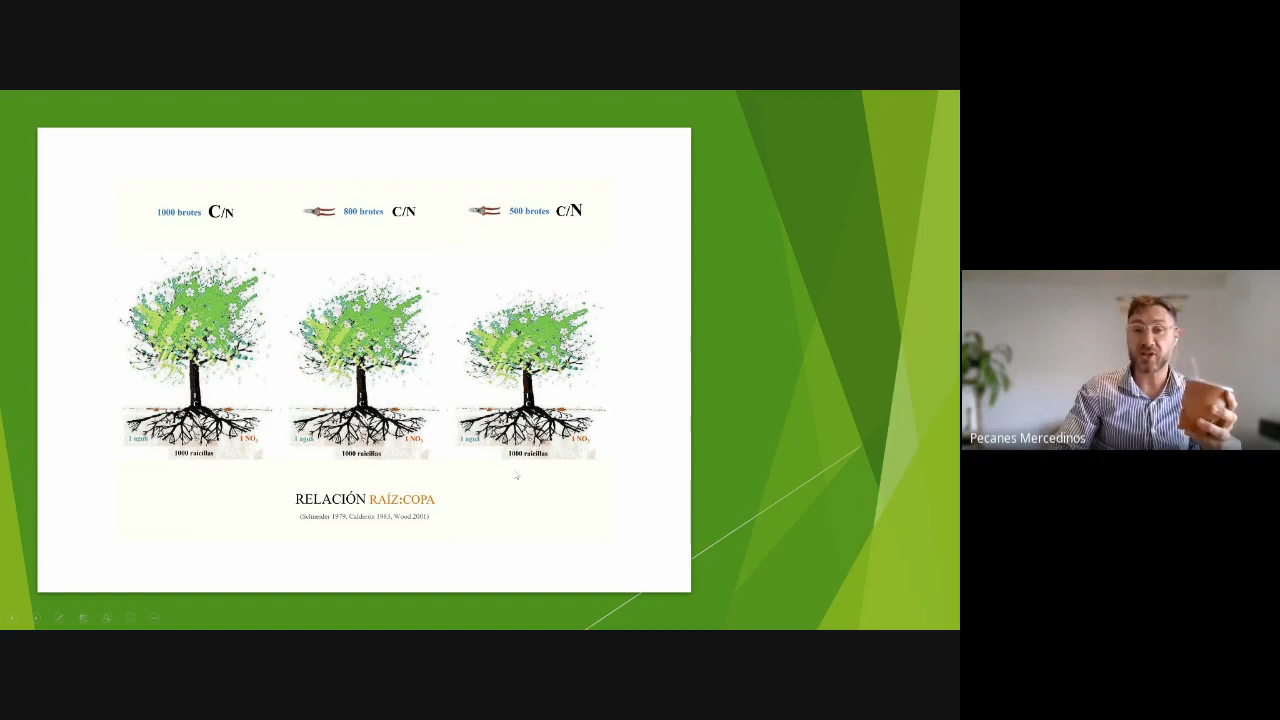 1000 brotes C/N
800 brotes C/N
500 brotes C/N
1 agua 1 NO3
1000 raicillas
1 agua 1 NO3
1000 raicillas
1 agua 1 NO3
1000 raicillas
RELACIÓN RAÍZ:COPA
(Schneider 1979, Calderón 1983, Wood 2001)
Pecanes Mercedinos